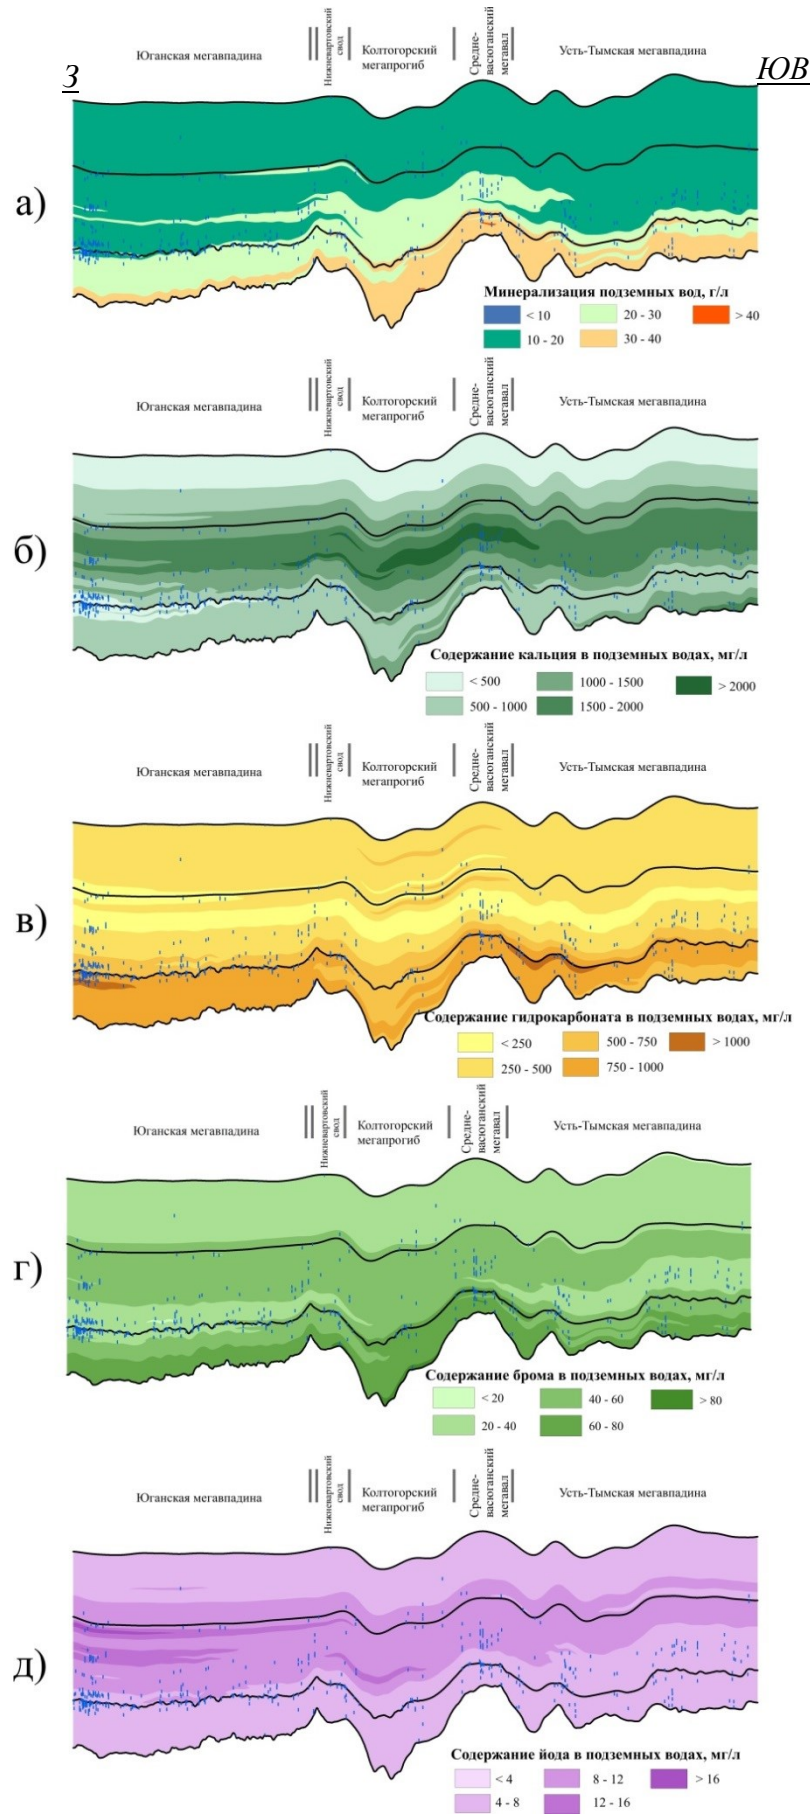 Юганская мегавпадина
Нижневартовский
свод
Колтогорский
мегапрогиб
Средне-
васюганский
мегавал
Усть-Тымская мегавпадина
З
ЮВ
а)
Минерализация подземных вод, г/л
< 10
20 - 30
> 40
10 - 20
30 - 40
Юганская мегавпадина
Нижневартовский
свод
Колтогорский
мегапрогиб
Средне-
васюганский
мегавал
Усть-Тымская мегавпадина
б)
Содержание кальция в подземных водах, мг/л
< 500
1000 - 1500
> 2000
500 - 1000
1500 - 2000
Юганская мегавпадина
Нижневартовский
свод
Колтогорский
мегапрогиб
Средне-
васюганский
мегавал
Усть-Тымская мегавпадина
в)
Содержание гидрокарбоната в подземных водах, мг/л
< 250
500 - 750
> 1000
250 - 500
750 - 1000
Юганская мегавпадина
Нижневартовский
свод
Колтогорский
мегапрогиб
Средне-
васюганский
мегавал
Усть-Тымская мегавпадина
г)
Содержание брома в подземных водах, мг/л
< 20
40 - 60
> 80
20 - 40
60 - 80
Юганская мегавпадина
Нижневартовский
свод
Колтогорский
мегапрогиб
Средне-
васюганский
мегавал
Усть-Тымская мегавпадина
д)
Содержание йода в подземных водах, мг/л
< 4
8 - 12
> 16
4 - 8
12 - 16